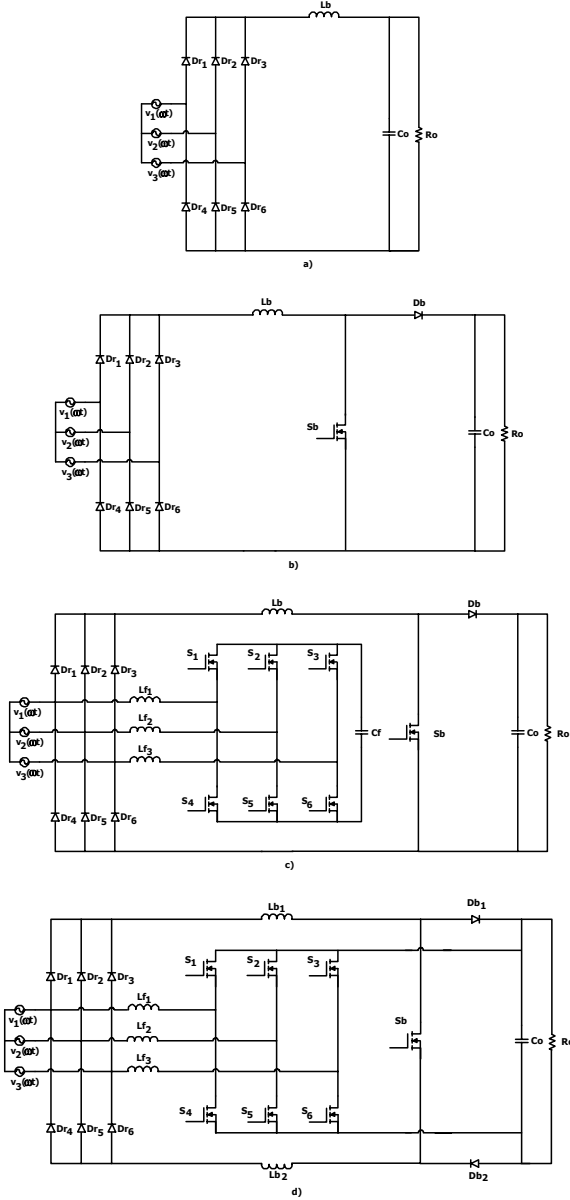 Lb
Dr1 Dr2 Dr3
v1(ωt)
v2(ωt)
v3(ωt)
Co Ro
Dr4 Dr5 Dr6
a)
Lb Db
Dr1 Dr2 Dr3
v1(ωt)
v2(ωt)
v3(ωt)
Sb Co Ro
Dr4 Dr5 Dr6
b)
Lb Db
S1 S2 S3
Dr1 Dr2 Dr3
Lf1
v1(ωt)
Lf2
v2(ωt)
Lf3
v3(ωt)
Cf Sb Co Ro
S4 S5 S6
Dr4 Dr5 Dr6
c)
Lb1 Db1
S1 S2 S3
Dr1 Dr2 Dr3
Lf1
v1(ωt)
Lf2
v2(ωt)
Lf3
v3(ωt)
Sb Co Ro
S4 S5 S6
Dr4 Dr5 Dr6
Lb2 Db2
d)